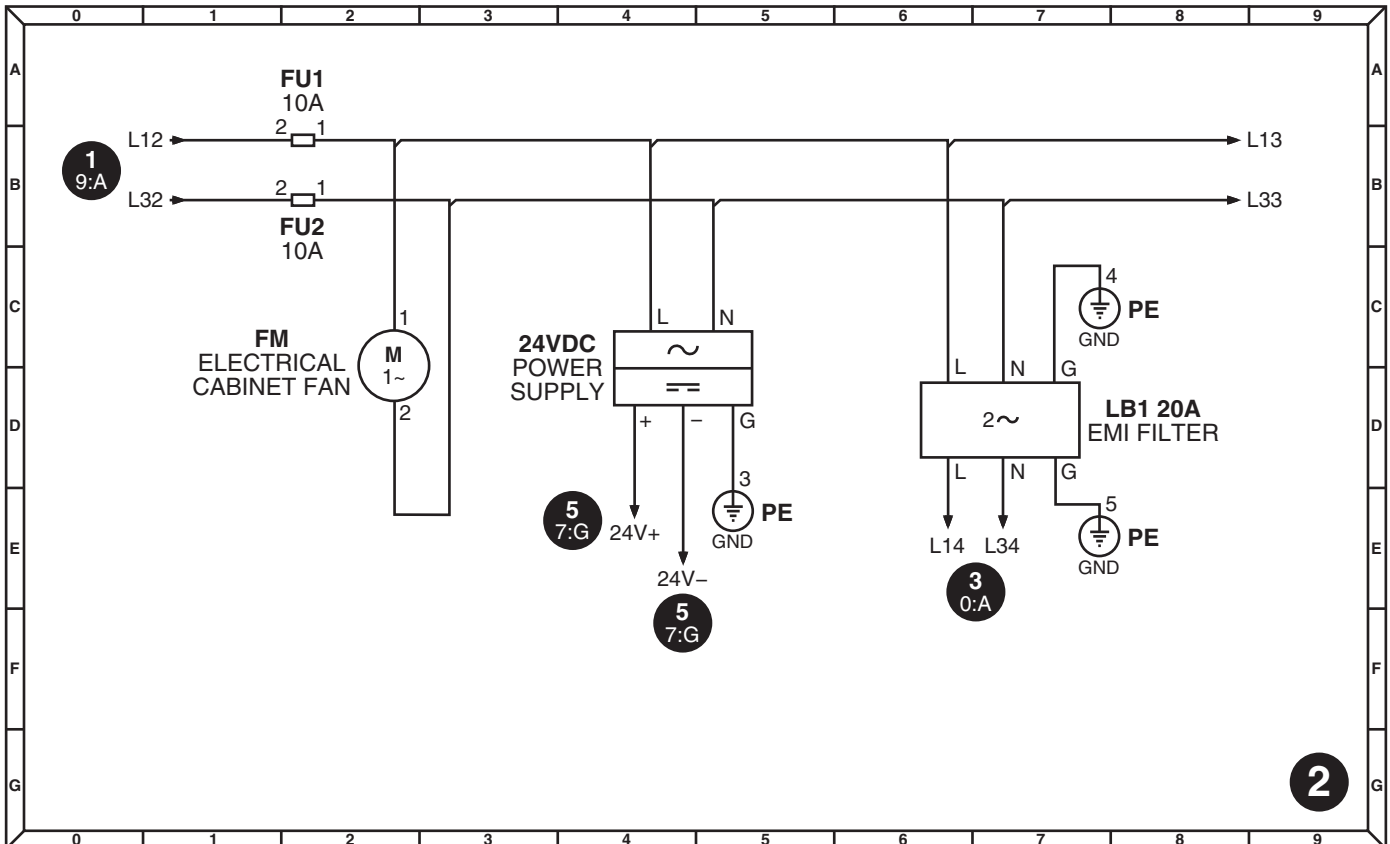 0 1 2 3 4 5 6 7 8 9
A A
FU1
10A
2 1
L12 L13
1
9:A
B B
2 1
L32 L33
FU2
10A
4
C C
PE
GND
1
L N
FM
ELECTRICAL
CABINET FAN
M
1~
2
24VDC
POWER
SUPPLY
+ − G
L N G
2~
LB1 20A
EMI FILTER
D D
L N G
3
PE
GND
5
7:G
24V+
24V−
5
7:G
5
PE
GND
L14 L34
3
0:A
E E
F F
G G
2
0 1 2 3 4 5 6 7 8 9